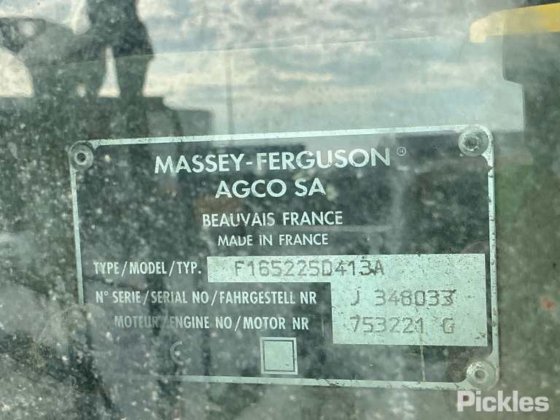 MASSEY-FERGUSON®
AGCO SA
BEAUVAIS FRANCE
MADE IN FRANCE
TYPE/MODEL/TYP. F165225D413A
N° SERIE/SERIAL NO/FAHRGESTELL NR J 348033
MOTEUR/ENGINE NO/MOTOR NR 753221 G
Pickles